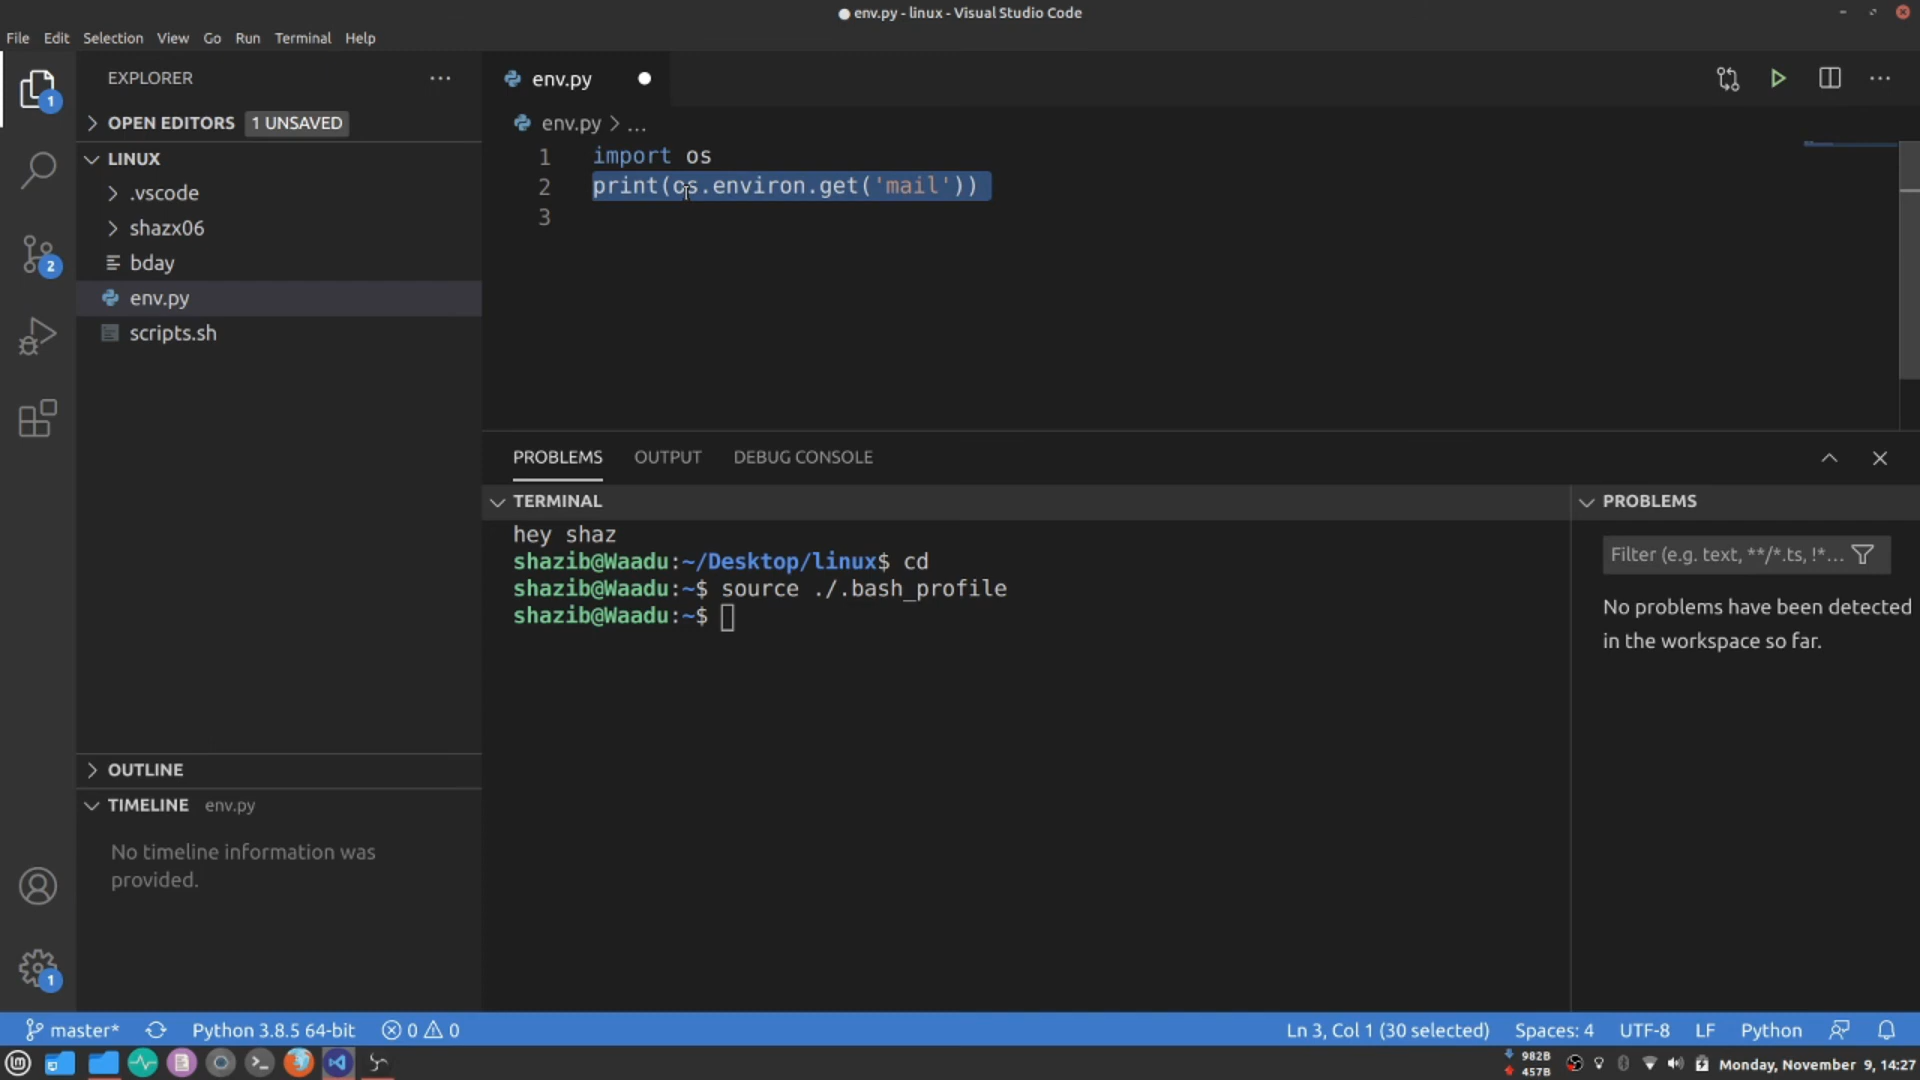 env.py - linux - Visual Studio Code
File Edit Selection View Go Run Terminal Help
EXPLORER
OPEN EDITORS 1 UNSAVED
LINUX
.vscode
shazx06
bday
env.py
scripts.sh
OUTLINE
TIMELINE env.py
No timeline information was
provided.
1
2
1
env.py
env.py > ...
1 import os
2 print(os.environ.get('mail'))
3
PROBLEMS OUTPUT DEBUG CONSOLE
TERMINAL
hey shaz
shazib@Waadu:~/Desktop/linux$ cd
shazib@Waadu:~$ source ./.bash_profile
shazib@Waadu:~$
PROBLEMS
Filter (e.g. text, **/*.ts, !*...
No problems have been detected
in the workspace so far.
master* Python 3.8.5 64-bit 0 0 Ln 3, Col 1 (30 selected) Spaces: 4 UTF-8 LF Python
982B
457B
Monday, November 9, 14:27